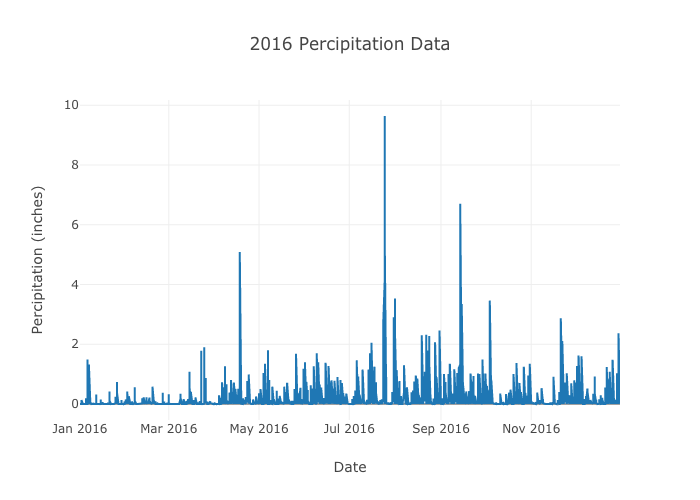 2016 Percipitation Data
Percipitation (inches)
10
8
6
4
2
0
Jan 2016
Mar 2016
May 2016
Jul 2016
Sep 2016
Nov 2016
Date